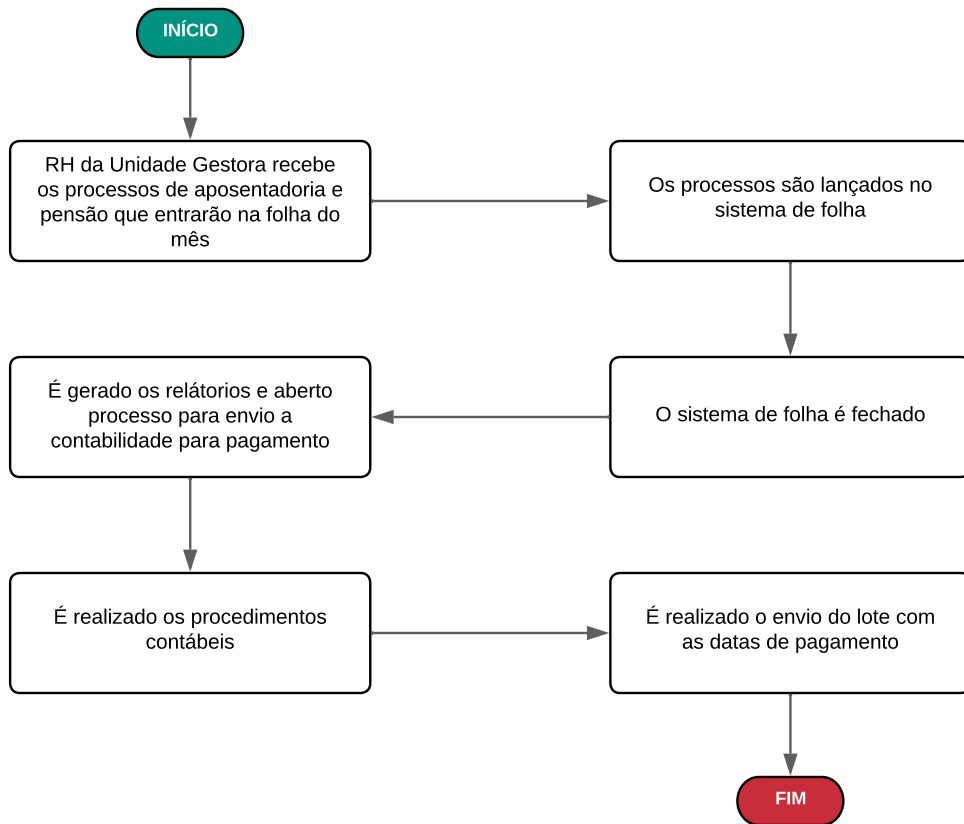 INÍCIO
RH da Unidade Gestora recebe
os processos de aposentadoria e
pensão que entrarão na folha do
mês
Os processos são lançados no
sistema de folha
O sistema de folha é fechado
É gerado os relátorios e aberto
processo para envio a
contabilidade para pagamento
É realizado os procedimentos
contábeis
É realizado o envio do lote com
as datas de pagamento
FIM